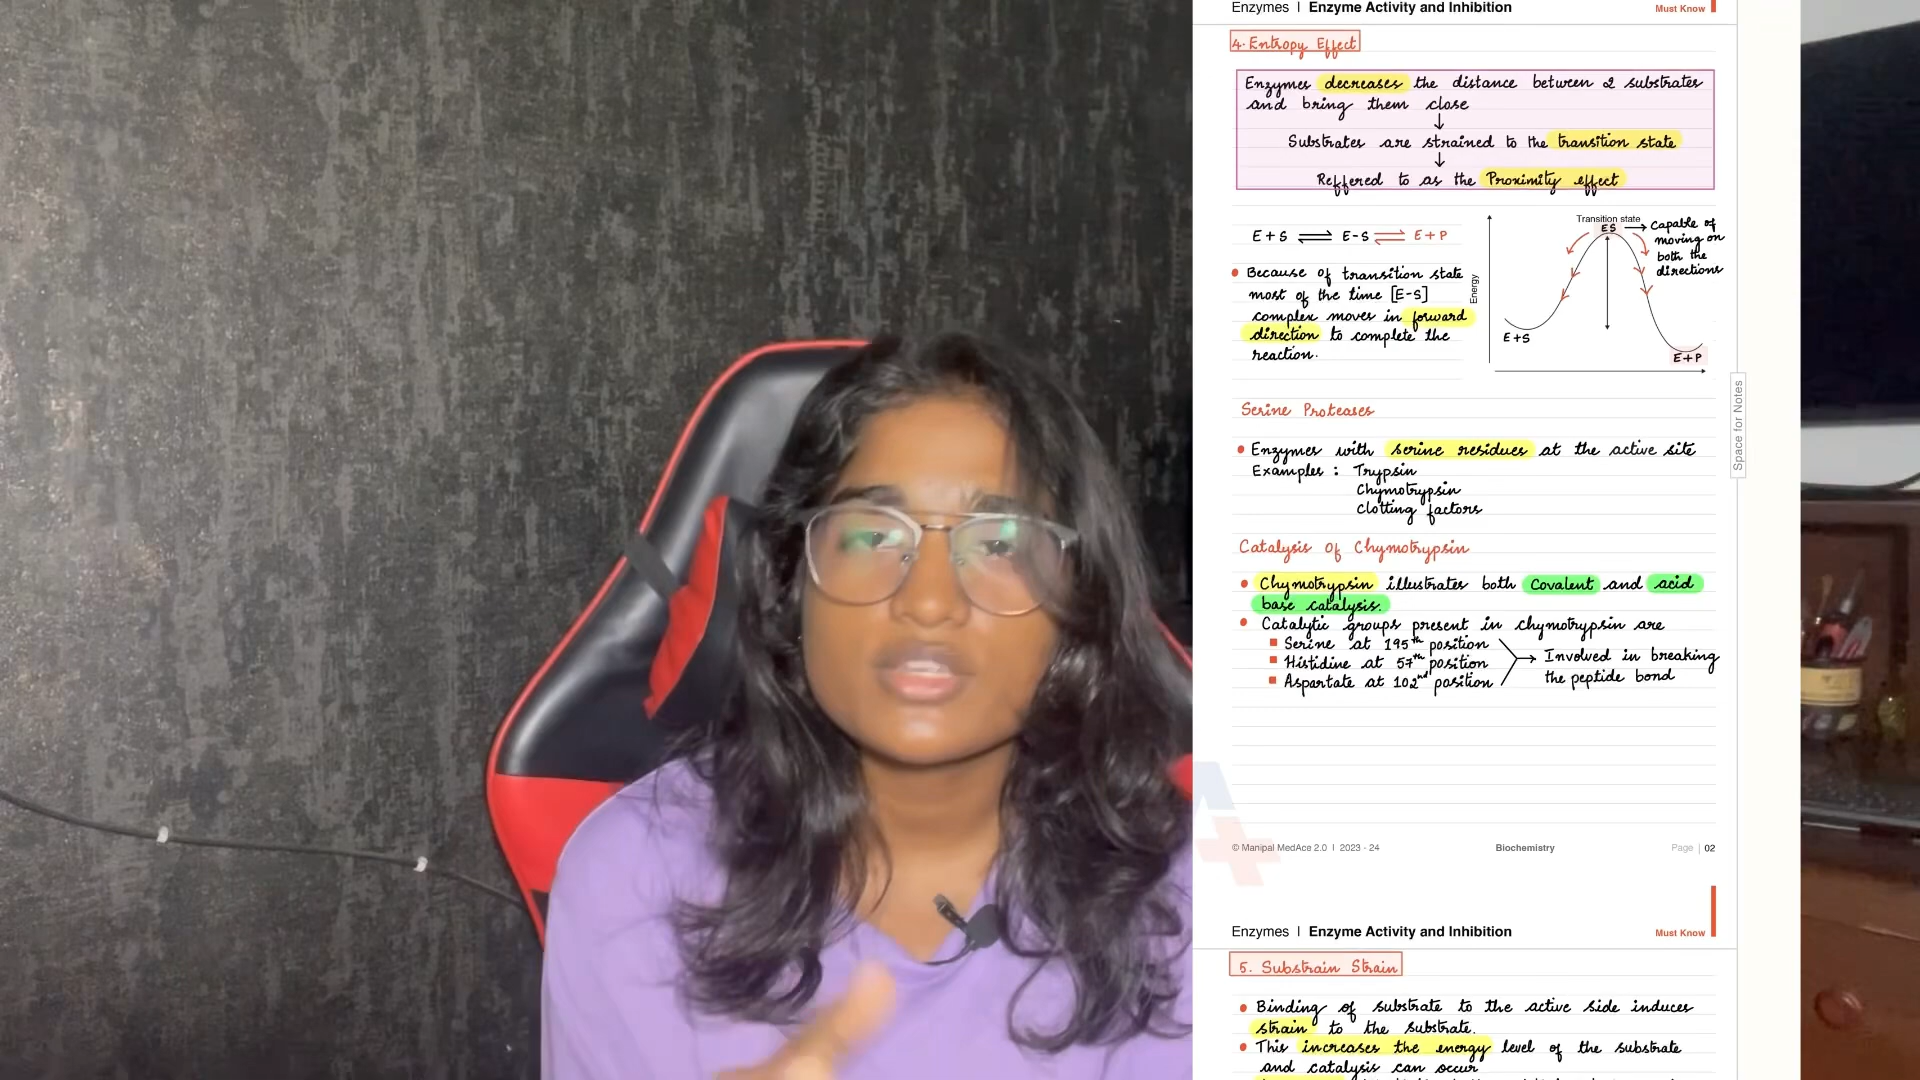 Enzymes | Enzyme Activity and Inhibition
Must Know
4. Entropy Effect
Enzymes decreases the distance between 2 substrates
and bring them close
↓
Substrates are strained to the transition state
↓
Reffered to as the Proximity effect
E + S ⇌ E - S ⇌ E + P
Because of transition state
most of the time [E-S]
complex moves in forward
direction to complete the
reaction.
Energy
Transition state
ES → Capable of
moving on
both the
directions
E+S
E+P
Space for Notes
Serine Proteases
Enzymes with serine residues at the active site
Examples : Trypsin
Chymotrypsin
Clotting factors
Catalysis of Chymotrypsin
Chymotrypsin illustrates both Covalent and acid
base catalysis.
Catalytic groups present in chymotrypsin are
Serine at 195th position
Histidine at 57th position
Aspartate at 102nd position
→ Involved in breaking
the peptide bond
© Manipal MedAce 2.0 | 2023 - 24
Biochemistry
Page | 02
Enzymes | Enzyme Activity and Inhibition
Must Know
5. Substrain Strain
Binding of substrate to the active side induces
strain to the substrate.
This increases the energy level of the substrate
and catalysis can occur